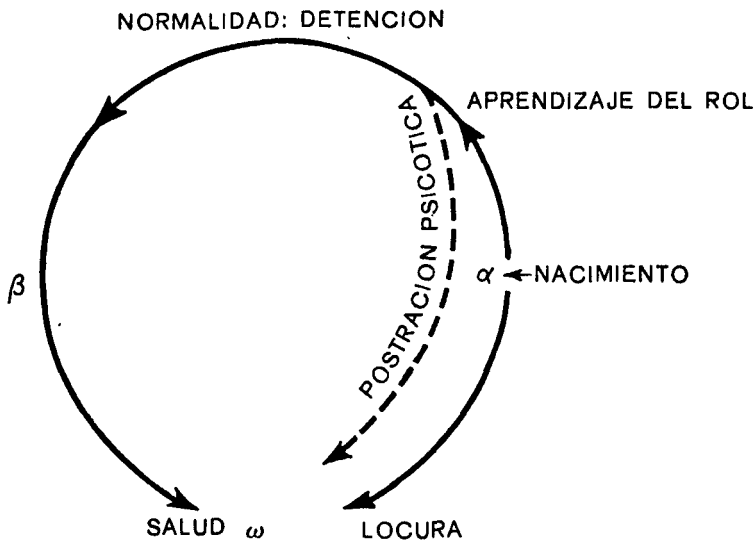 NORMALIDAD: DETENCION
APRENDIZAJE DEL ROL
POSTRACION PSICOTICA
α ←NACIMIENTO
β
SALUD ω LOCURA